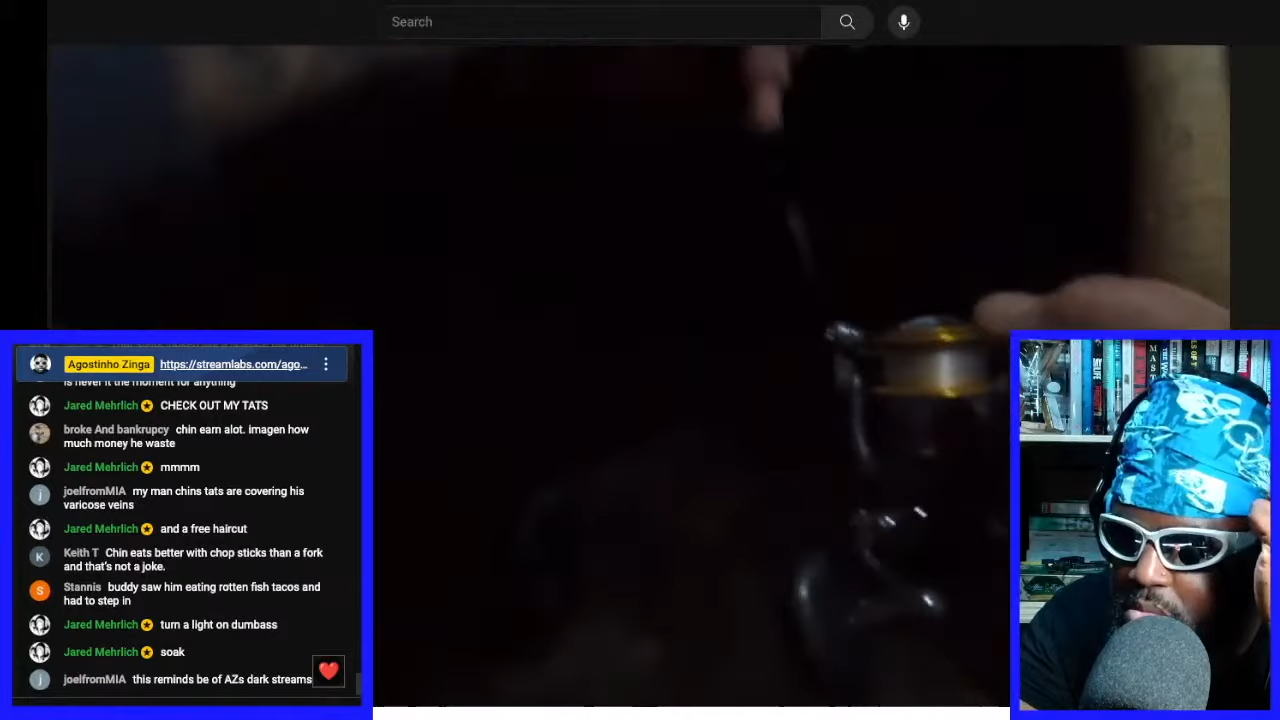 Search
Agostinho Zinga https://streamlabs.com/ago...
is never it the moment for anything
Jared Mehrlich CHECK OUT MY TATS
broke And bankrupcy chin earn alot. imagen how
much money he waste
Jared Mehrlich mmmm
joelfromMIA my man chins tats are covering his
varicose veins
Jared Mehrlich and a free haircut
K
Keith T Chin eats better with chop sticks than a fork
and that's not a joke.
S
Stannis buddy saw him eating rotten fish tacos and
had to step in
Jared Mehrlich turn a light on dumbass
Jared Mehrlich soak
joelfromMIA this reminds be of AZs dark streams